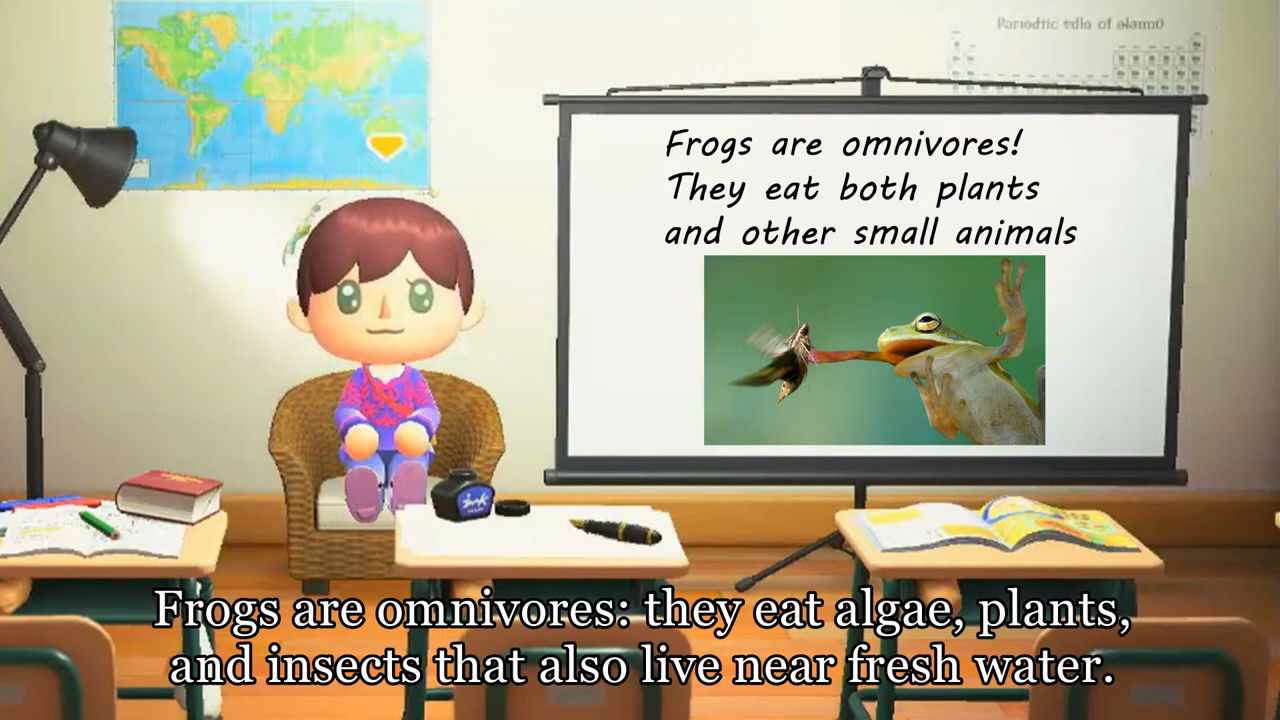 Frogs are omnivores!
They eat both plants
and other small animals
ink
Frogs are omnivores: they eat algae, plants,
and insects that also live near fresh water.